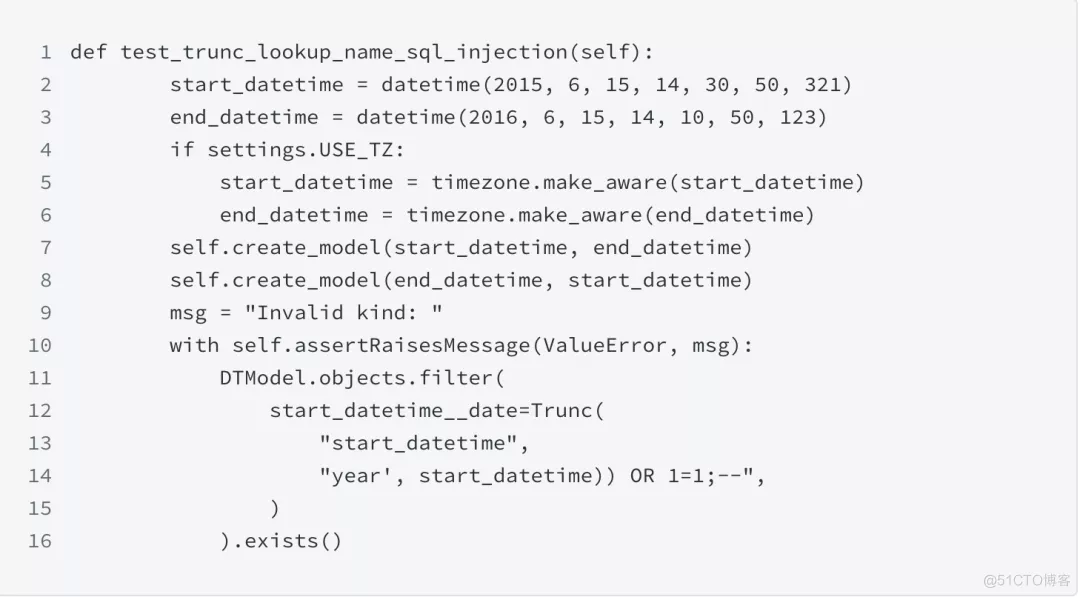 1 def test_trunc_lookup_name_sql_injection(self):
2         start_datetime = datetime(2015, 6, 15, 14, 30, 50, 321)
3         end_datetime = datetime(2016, 6, 15, 14, 10, 50, 123)
4         if settings.USE_TZ:
5             start_datetime = timezone.make_aware(start_datetime)
6             end_datetime = timezone.make_aware(end_datetime)
7         self.create_model(start_datetime, end_datetime)
8         self.create_model(end_datetime, start_datetime)
9         msg = "Invalid kind: "
10         with self.assertRaisesMessage(ValueError, msg):
11             DTModel.objects.filter(
12                 start_datetime__date=Trunc(
13                     "start_datetime",
14                     "year', start_datetime)) OR 1=1;--",
15                 )
16             ).exists()
@51CTO博客